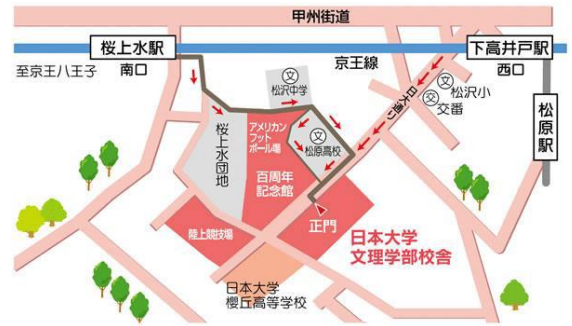 甲州街道
桜上水駅
下高井戸駅
京王線
至京王八王子
南口
西口
文
松沢中学
日大通り
文
松沢小
交
交番
松原駅
桜上水団地
アメリカン
フット
ボール場
文
松原高校
百周年
記念館
陸上競技場
正門
日本大学
文理学部校舎
日本大学
櫻丘高等学校